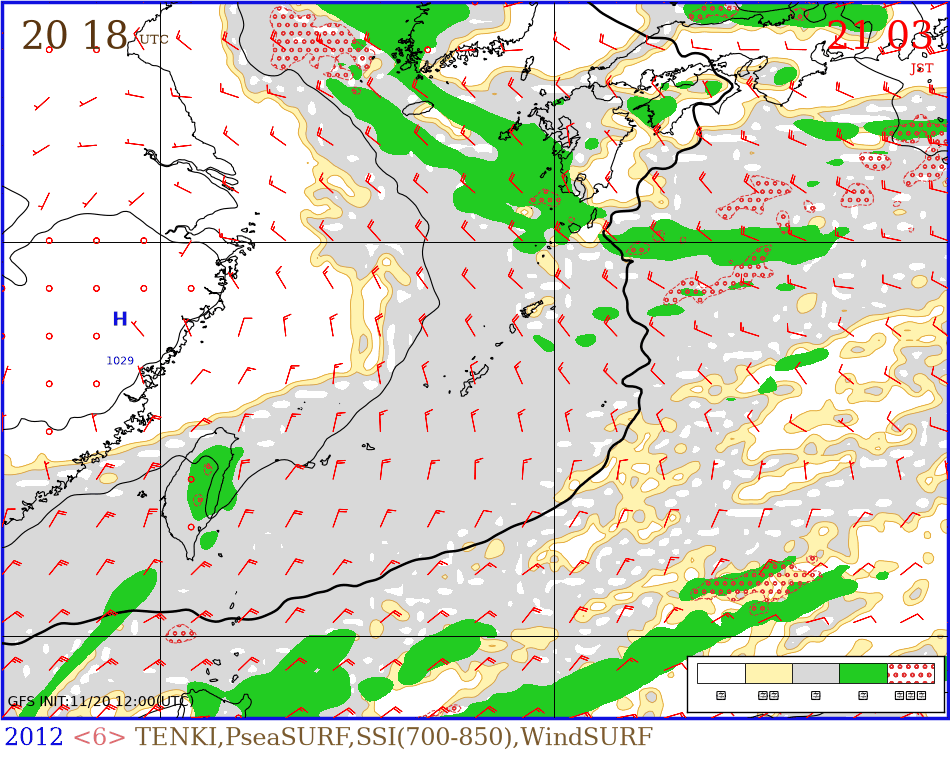 20 18 UTC 21 03
JST
H
1029
GFS INIT:11/20 12:00(UTC)
2012 <6> TENKI,PseaSURF,SSI(700-850),WindSURF